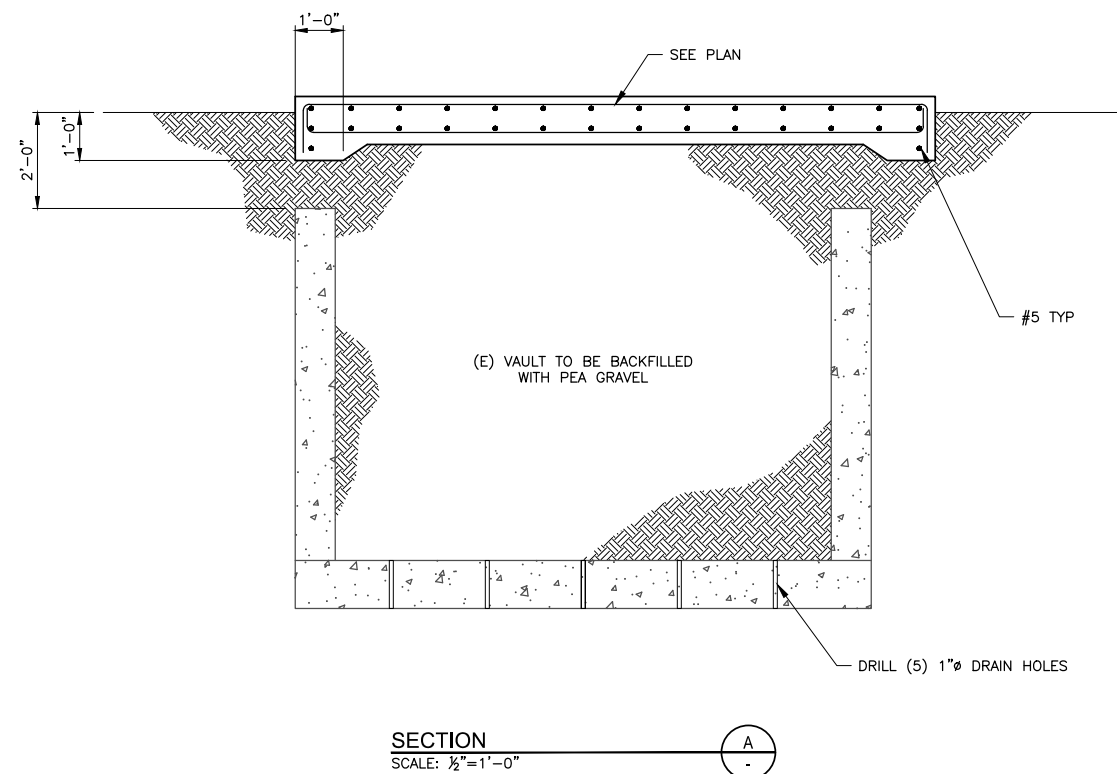 1'-0"
SEE PLAN
1'-0"
2'-0"
#5 TYP
(E) VAULT TO BE BACKFILLED
WITH PEA GRAVEL
DRILL (5) 1"ø DRAIN HOLES
SECTION
A
-
SCALE: ½"=1'-0"